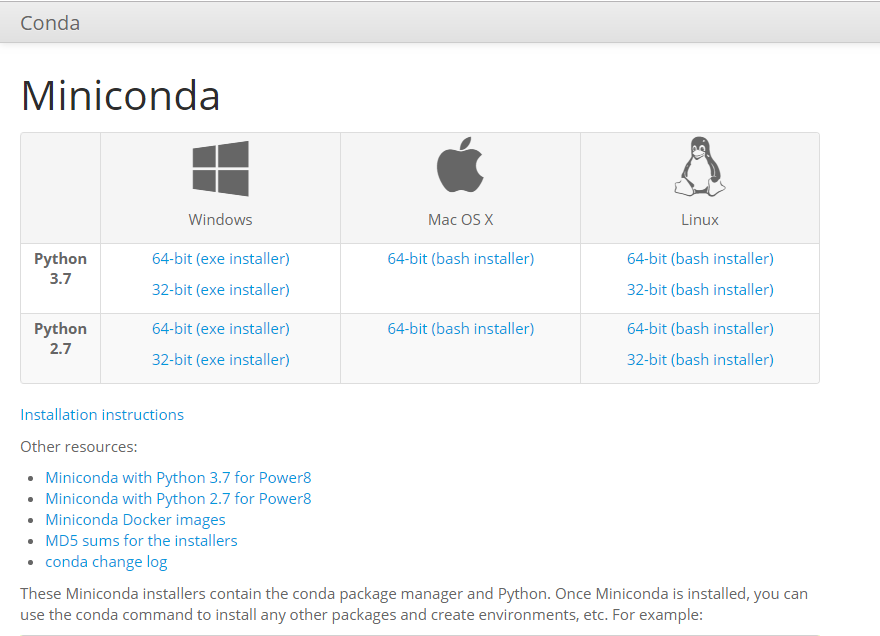 Conda
Miniconda
Windows Mac OS X Linux
Python 3.7
64-bit (exe installer) 64-bit (bash installer) 64-bit (bash installer)
32-bit (exe installer) 32-bit (bash installer)
Python 2.7
64-bit (exe installer) 64-bit (bash installer) 64-bit (bash installer)
32-bit (exe installer) 32-bit (bash installer)
Installation instructions
Other resources:
Miniconda with Python 3.7 for Power8
Miniconda with Python 2.7 for Power8
Miniconda Docker images
MD5 sums for the installers
conda change log
These Miniconda installers contain the conda package manager and Python. Once Miniconda is installed, you can
use the conda command to install any other packages and create environments, etc. For example: